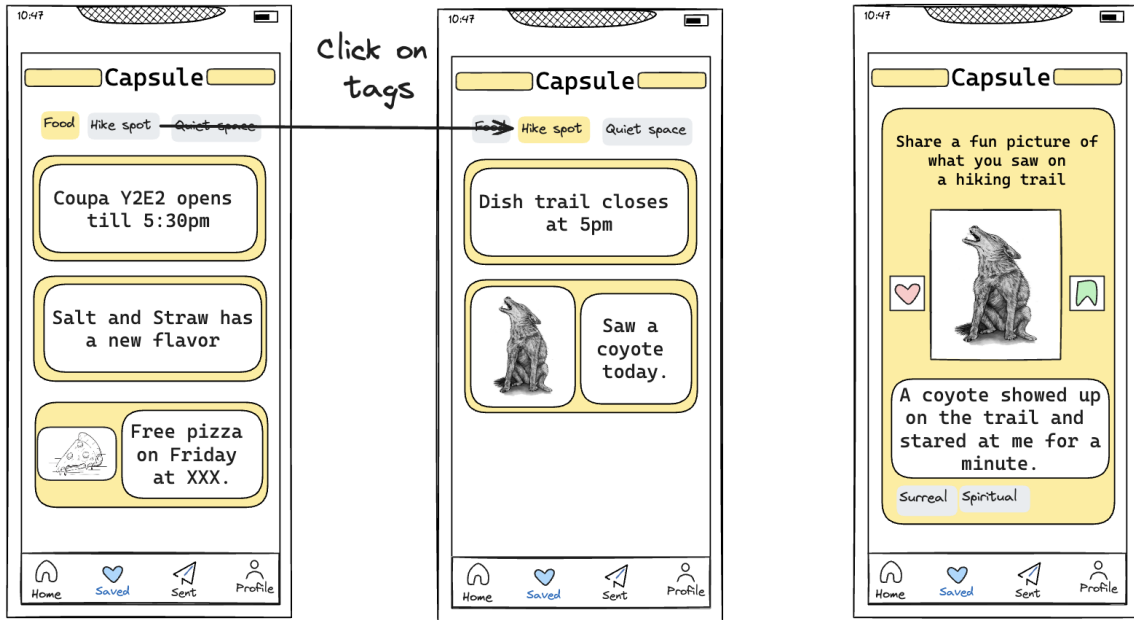 10:47
Capsule
Food
Hike spot
Quiet space
Coupa Y2E2 opens
till 5:30pm
Salt and Straw has
a new flavor
Free pizza
on Friday
at XXX.
Home
Saved
Sent
Profile
Click on
tags
10:47
Capsule
Food
Hike spot
Quiet space
Dish trail closes
at 5pm
Saw a
coyote
today.
Home
Saved
Sent
Profile
10:47
Capsule
Share a fun picture of
what you saw on
a hiking trail
A coyote showed up
on the trail and
stared at me for a
minute.
Surreal
Spiritual
Home
Saved
Sent
Profile